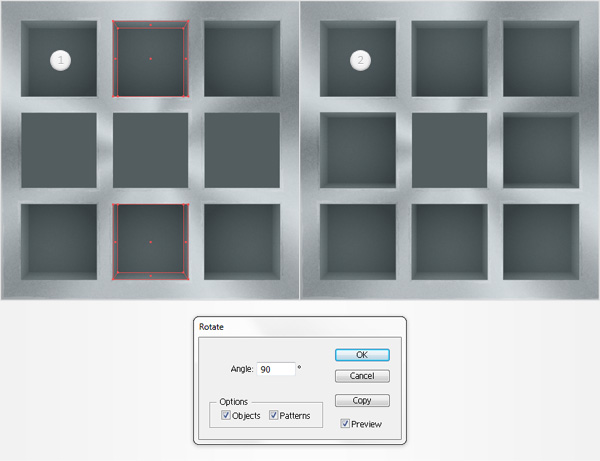 1
2
Rotate
Angle: 90 °
OK
Cancel
Options
Objects Patterns
Copy
Preview